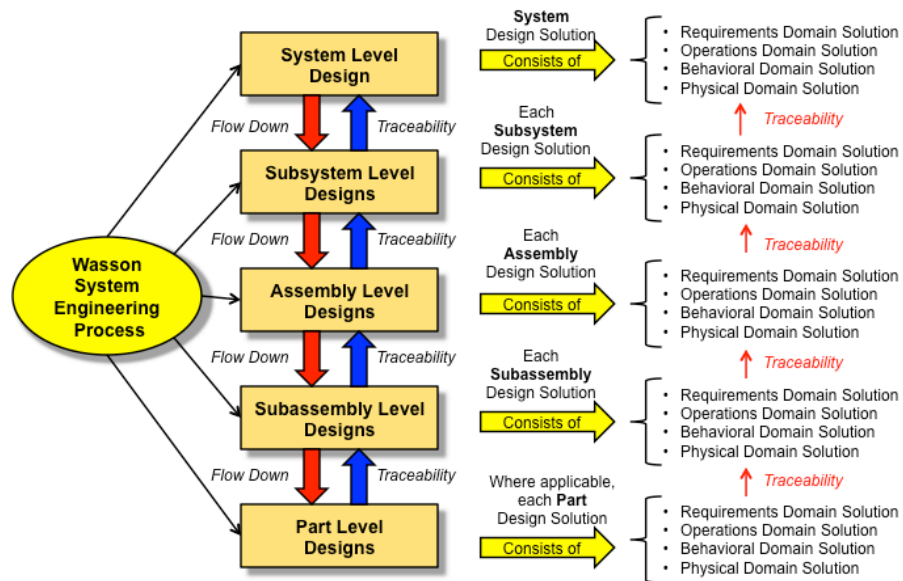 System Level
Design
System
Design Solution
Consists of
• Requirements Domain Solution
• Operations Domain Solution
• Behavioral Domain Solution
• Physical Domain Solution
Flow Down
Traceability
Traceability
Subsystem Level
Designs
Each
Subsystem
Design Solution
Consists of
• Requirements Domain Solution
• Operations Domain Solution
• Behavioral Domain Solution
• Physical Domain Solution
Flow Down
Traceability
Traceability
Wasson
System
Engineering
Process
Assembly Level
Designs
Each
Assembly
Design Solution
Consists of
• Requirements Domain Solution
• Operations Domain Solution
• Behavioral Domain Solution
• Physical Domain Solution
Flow Down
Traceability
Traceability
Subassembly Level
Designs
Each
Subassembly
Design Solution
Consists of
• Requirements Domain Solution
• Operations Domain Solution
• Behavioral Domain Solution
• Physical Domain Solution
Flow Down
Traceability
Traceability
Part Level
Designs
Where applicable,
each Part
Design Solution
Consists of
• Requirements Domain Solution
• Operations Domain Solution
• Behavioral Domain Solution
• Physical Domain Solution